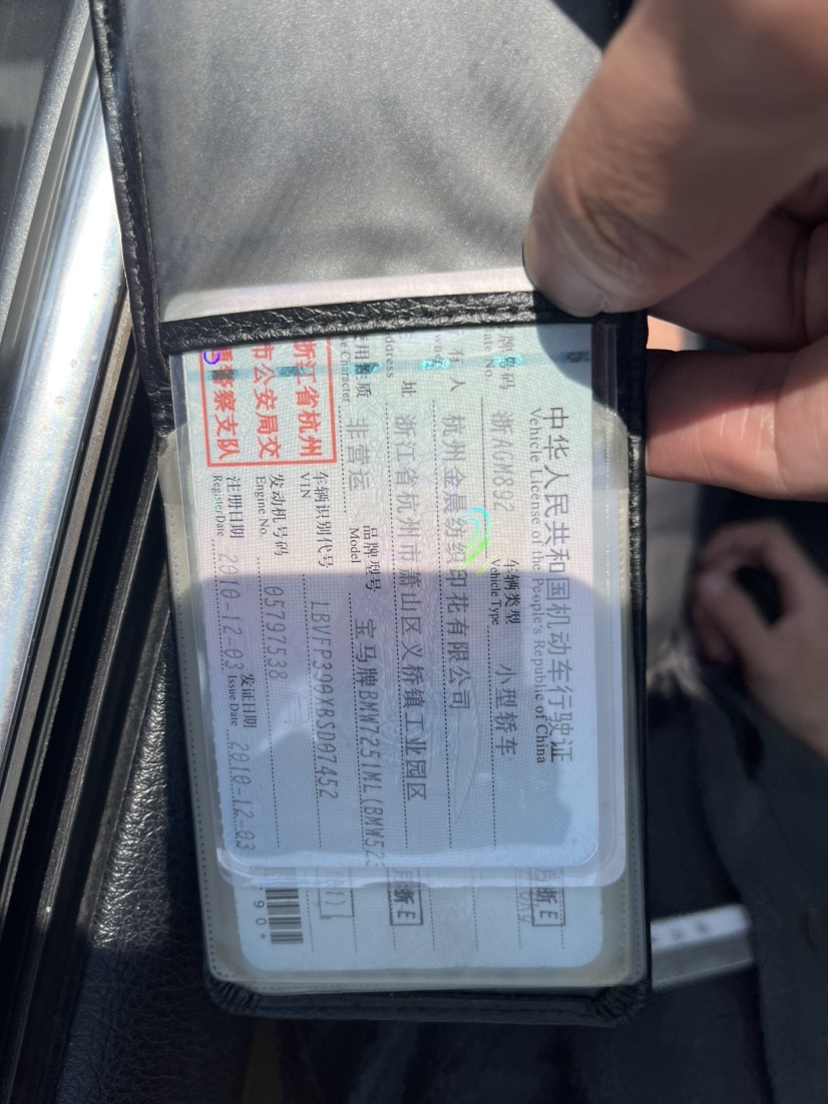 中华人民共和国机动车行驶证
Vehicle License of the People's Republic of China
号码 浙AGM892 车辆类型 小型轿车
No. Vehicle Type
人 杭州金晨纺织印花有限公司
址 浙江省杭州市萧山区义桥镇工业园区
address
质 非营运 品牌型号 宝马牌BMW7251ML(BMW52
Character Model
浙江省杭州
市公安局交
警察支队
车辆识别代号 LBVFP390XBSD07452
VIN
发动机号码 05797538
Engine No.
注册日期 2010-12-03 发证日期 2010-12-03
Register Date Issue Date
浙E
浙E
90*